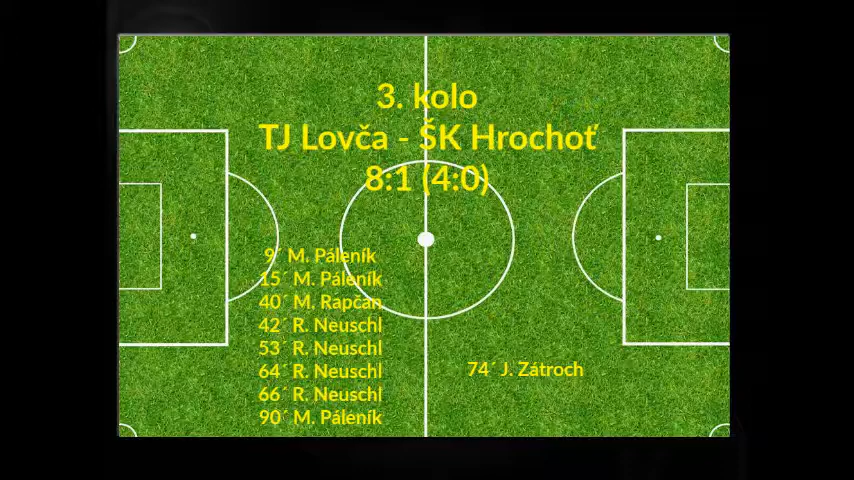 3. kolo
TJ Lovča - ŠK Hrochoť
8:1 (4:0)
9´ M. Páleník
15´ M. Páleník
40´ M. Rapčan
42´ R. Neuschl
53´ R. Neuschl
64´ R. Neuschl
66´ R. Neuschl
90´ M. Páleník
74´ J. Zátroch